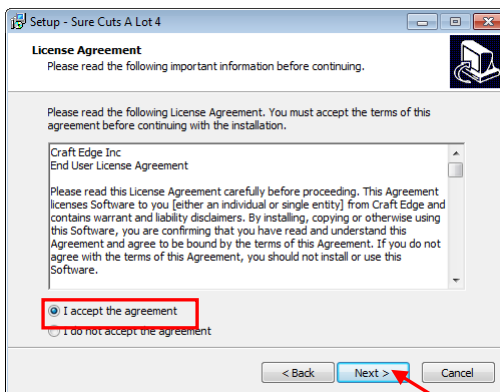 Setup - Sure Cuts A Lot 4
License Agreement
Please read the following important information before continuing.
Please read the following License Agreement. You must accept the terms of this
agreement before continuing with the installation.
Craft Edge Inc
End User License Agreement
Please read this License Agreement carefully before proceeding. This Agreement
licenses Software to you [either an individual or single entity] from Craft Edge and
contains warrant and liability disclaimers. By installing, copying or otherwise using
this Software, you are confirming that you have read and understand this
Agreement and agree to be bound by the terms of this Agreement. If you do not
agree with the terms of this Agreement, you should not install or use this
Software.
I accept the agreement
I do not accept the agreement
< Back Next > Cancel